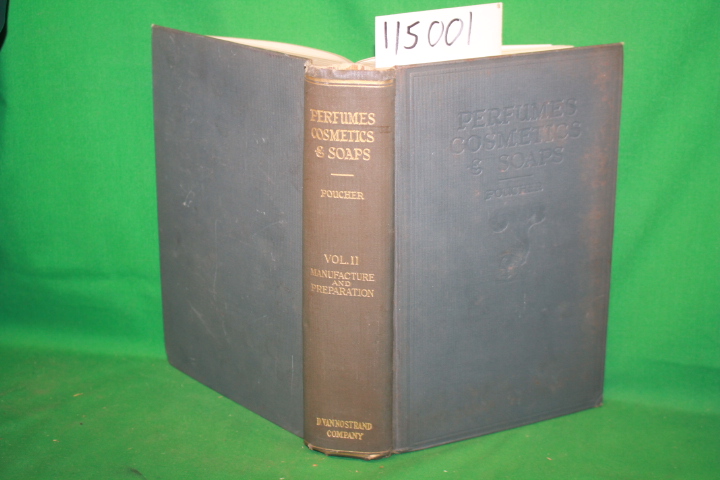 115001
PERFUMES
COSMETICS
& SOAPS
POUCHER
VOL. II
MANUFACTURE
AND
PREPARATION
D. VAN NOSTRAND
COMPANY
PERFUMES
COSMETICS
& SOAPS
POUCHER